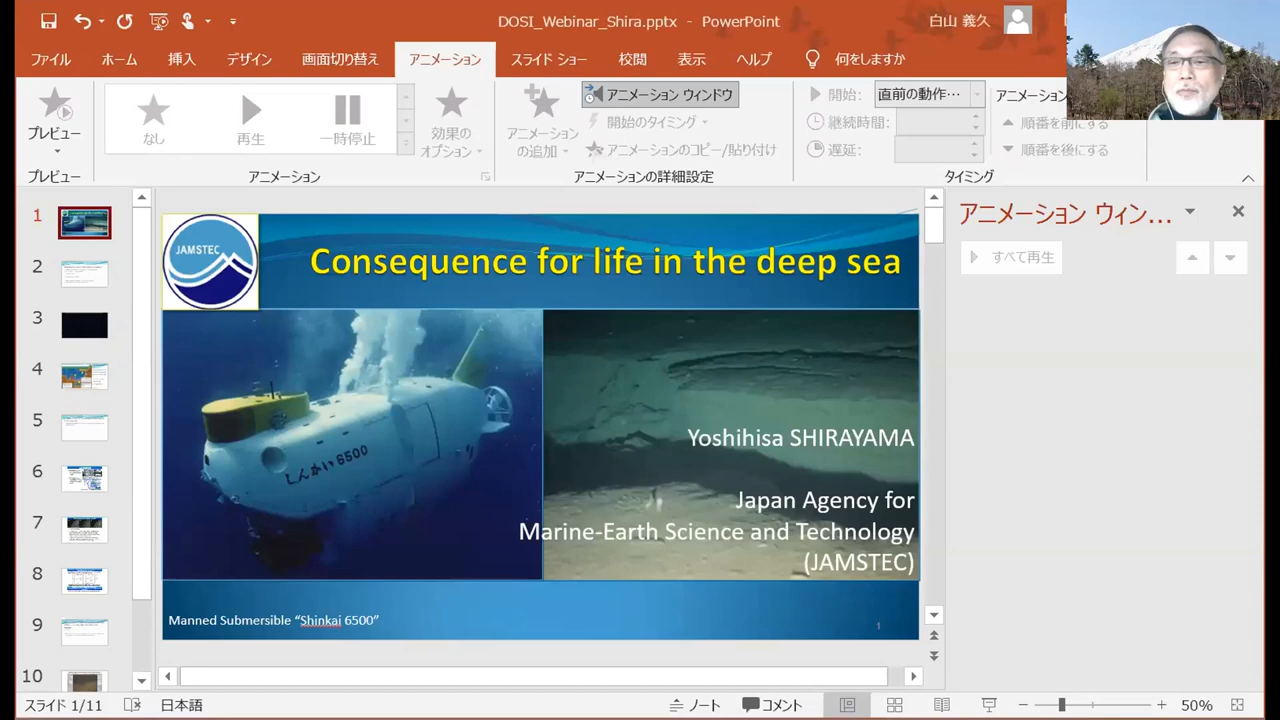 DOSI_Webinar_Shira.pptx - PowerPoint
白山 義久
ファイル
ホーム
挿入
デザイン
画面切り替え
アニメーション
スライド ショー
校閲
表示
ヘルプ
何をしますか
プレビュー
プレビュー
なし
再生
一時停止
効果の
オプション
アニメーション
アニメーション
の追加
アニメーション ウィンドウ
開始のタイミング
アニメーションのコピー/貼り付け
アニメーションの詳細設定
開始:
直前の動作…
継続時間:
遅延:
アニメーション
順番を前にする
順番を後にする
タイミング
1
2
3
4
5
6
7
8
9
10
JAMSTEC
Consequence for life in the deep sea
しんかい6500
Yoshihisa SHIRAYAMA
Japan Agency for
Marine-Earth Science and Technology
(JAMSTEC)
Manned Submersible “Shinkai 6500”
1
アニメーション ウィン...
すべて再生
スライド 1/11
日本語
ノート
コメント
50%